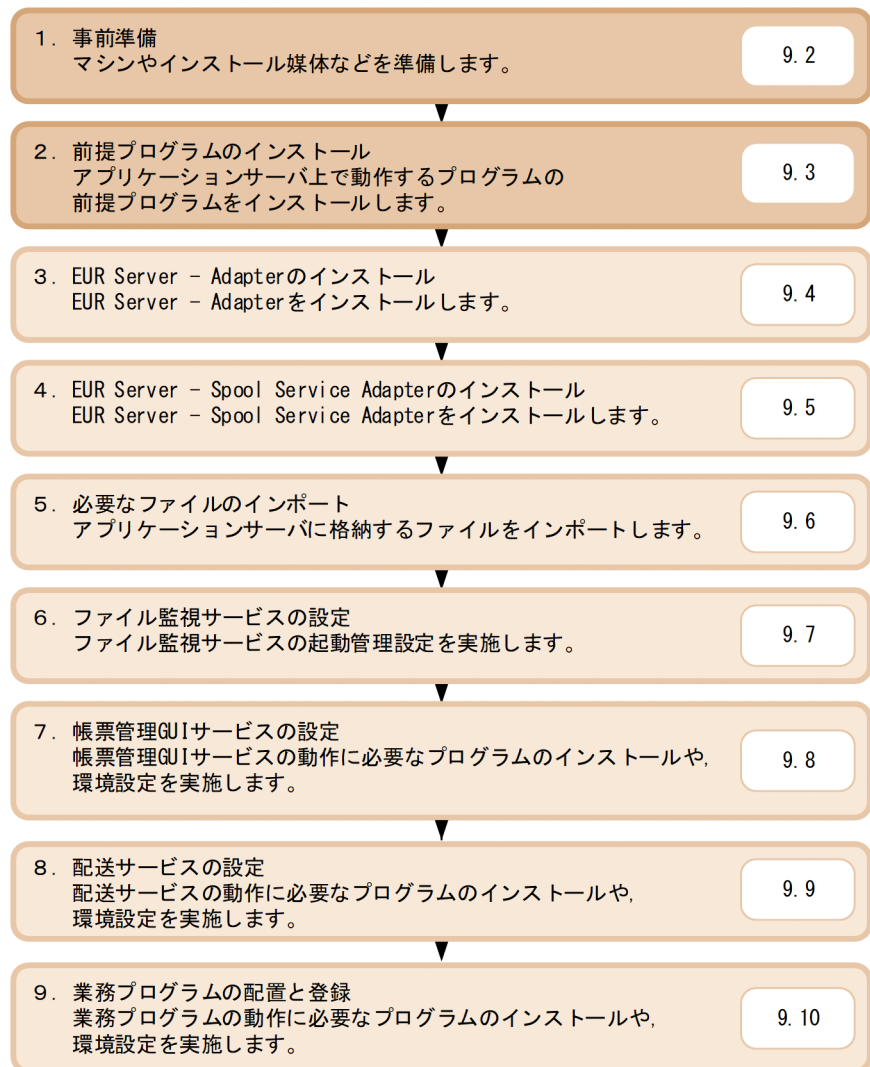 1. 事前準備
マシンやインストール媒体などを準備します。
9.2
2. 前提プログラムのインストール
アプリケーションサーバ上で動作するプログラムの
前提プログラムをインストールします。
9.3
3. EUR Server - Adapterのインストール
EUR Server - Adapterをインストールします。
9.4
4. EUR Server - Spool Service Adapterのインストール
EUR Server - Spool Service Adapterをインストールします。
9.5
5. 必要なファイルのインポート
アプリケーションサーバに格納するファイルをインポートします。
9.6
6. ファイル監視サービスの設定
ファイル監視サービスの起動管理設定を実施します。
9.7
7. 帳票管理GUIサービスの設定
帳票管理GUIサービスの動作に必要なプログラムのインストールや,
環境設定を実施します。
9.8
8. 配送サービスの設定
配送サービスの動作に必要なプログラムのインストールや,
環境設定を実施します。
9.9
9. 業務プログラムの配置と登録
業務プログラムの動作に必要なプログラムのインストールや,
環境設定を実施します。
9.10